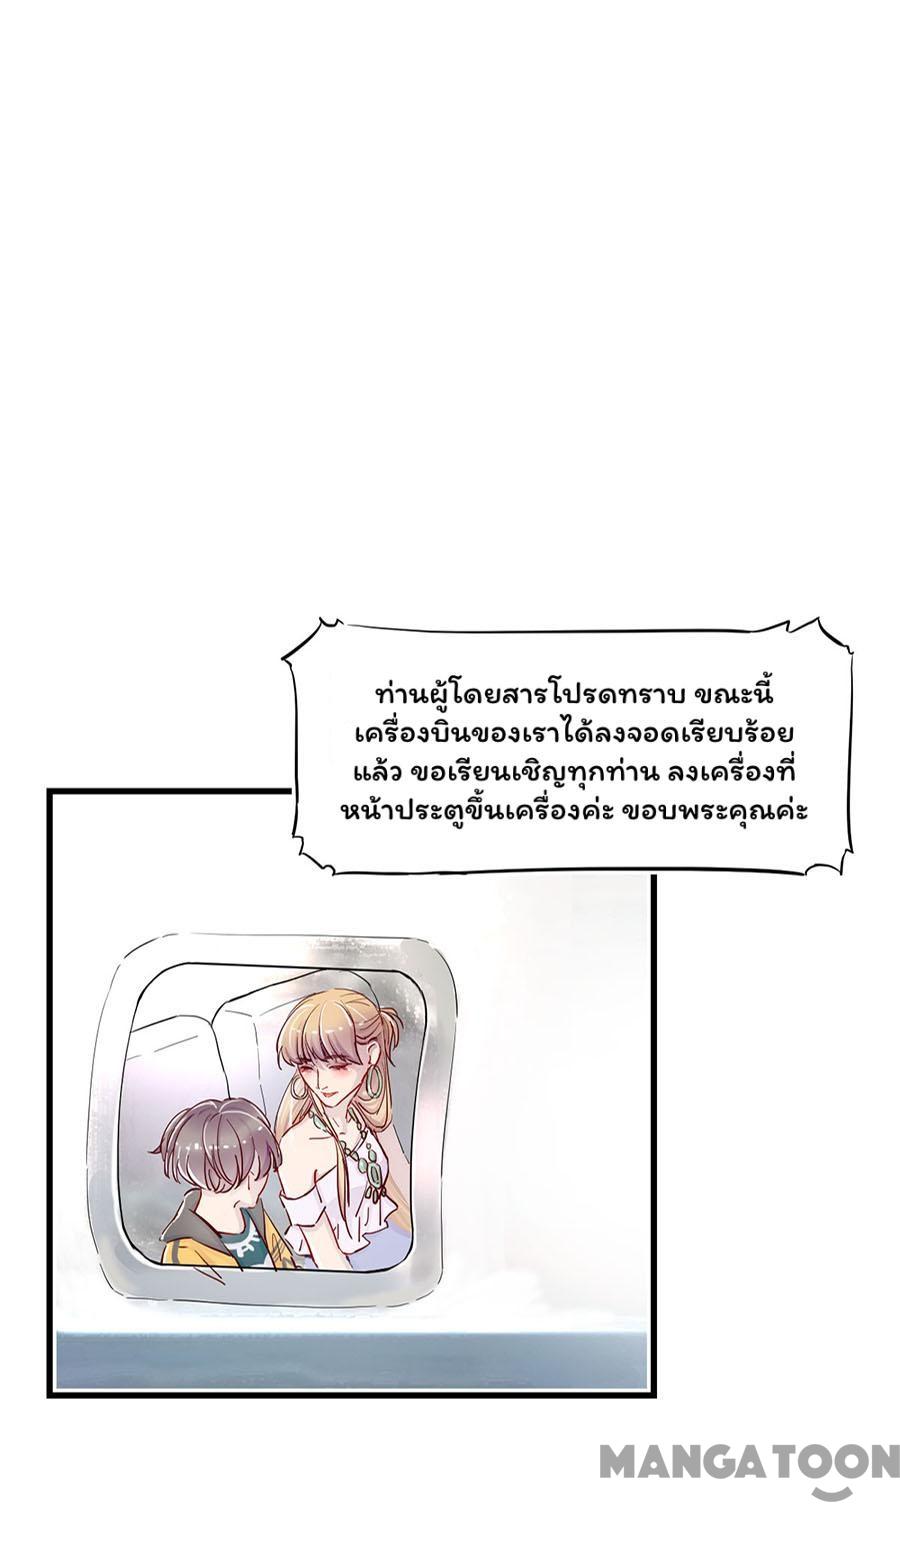 ท่านผู้โดยสารโปรดทราบ ขณะนี้
เครื่องบินของเราได้ลงจอดเรียบร้อย
แล้ว ขอเรียนเชิญทุกท่าน ลงเครื่องที่
หน้าประตูขึ้นเครื่องค่ะ ขอบพระคุณค่ะ
MANGATOON